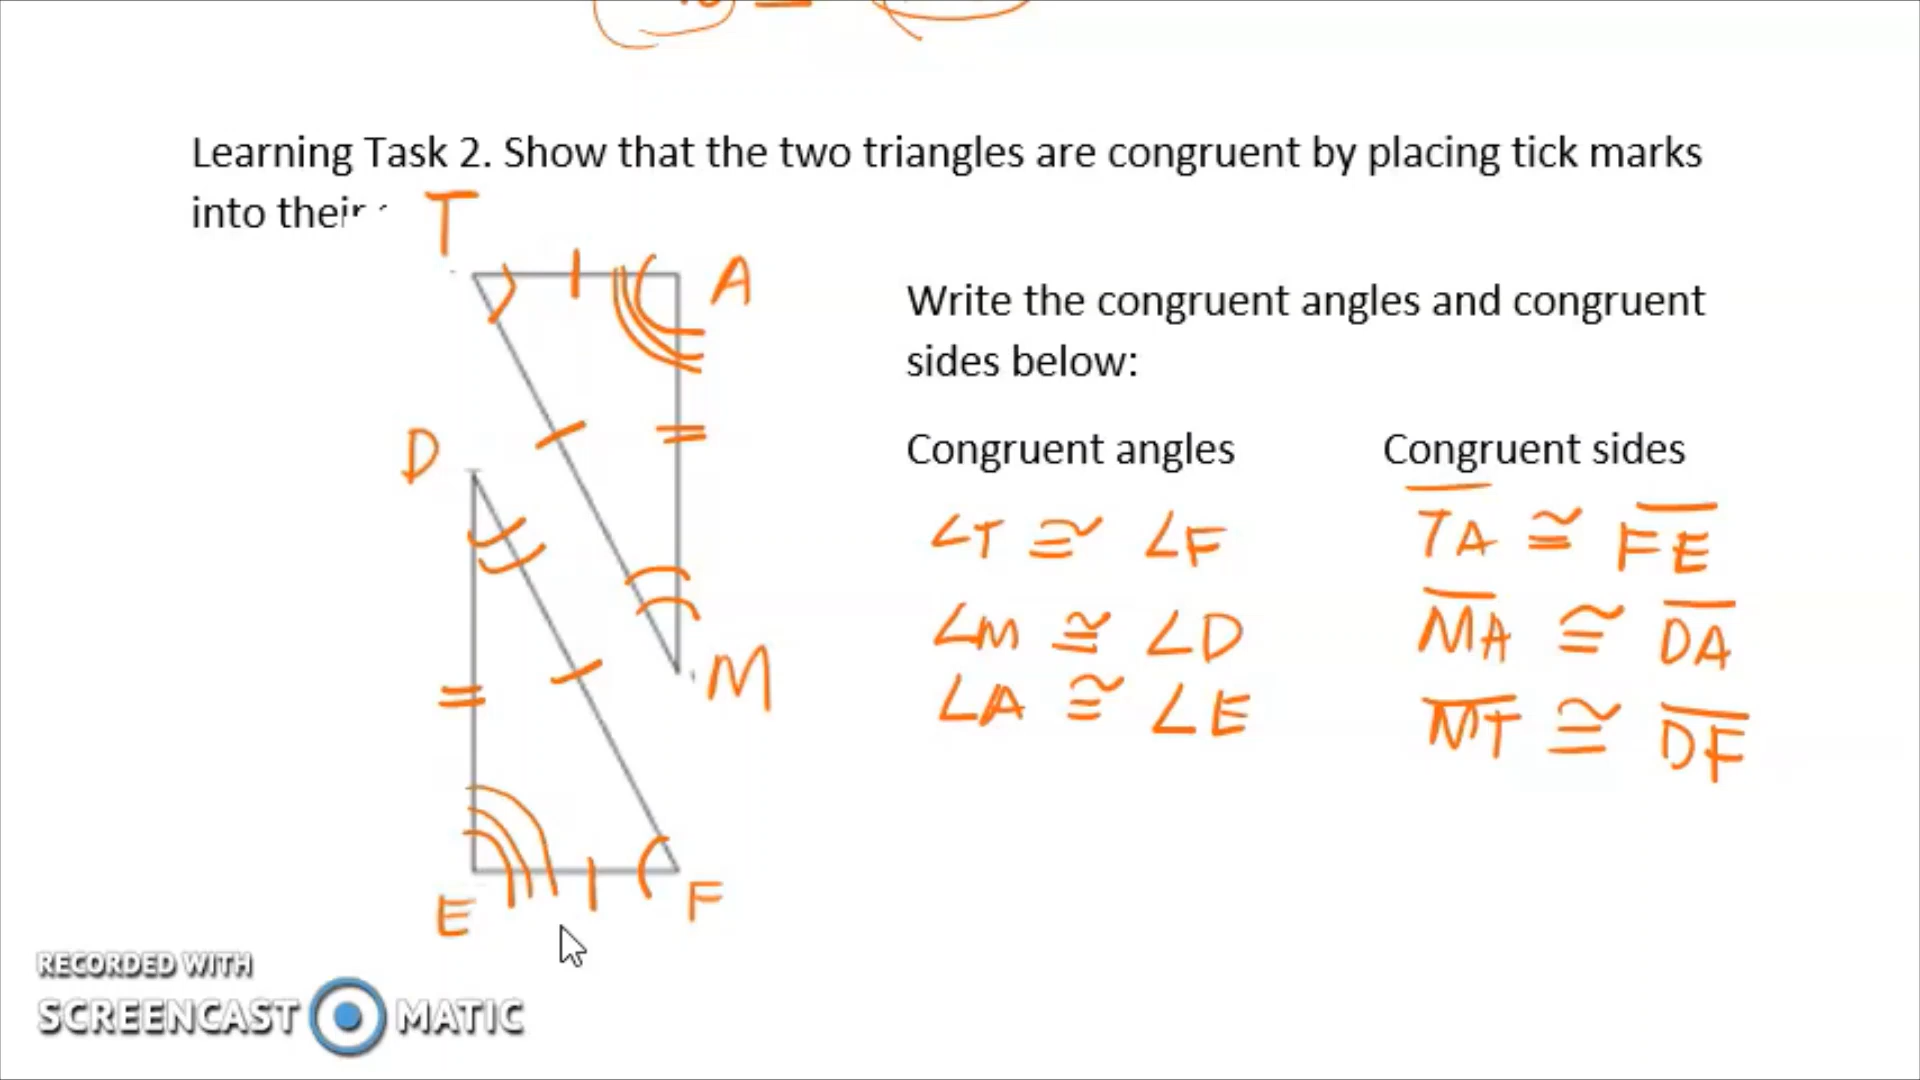 Learning Task 2. Show that the two triangles are congruent by placing tick marks
into their
T
A
Write the congruent angles and congruent
sides below:
D
Congruent angles
Congruent sides
∠T ≅ ∠F
TA ≅ FE
∠M ≅ ∠D
MA ≅ DA
M
∠A ≅ ∠E
MT ≅ DF
E
F
RECORDED WITH
SCREENCAST MATIC